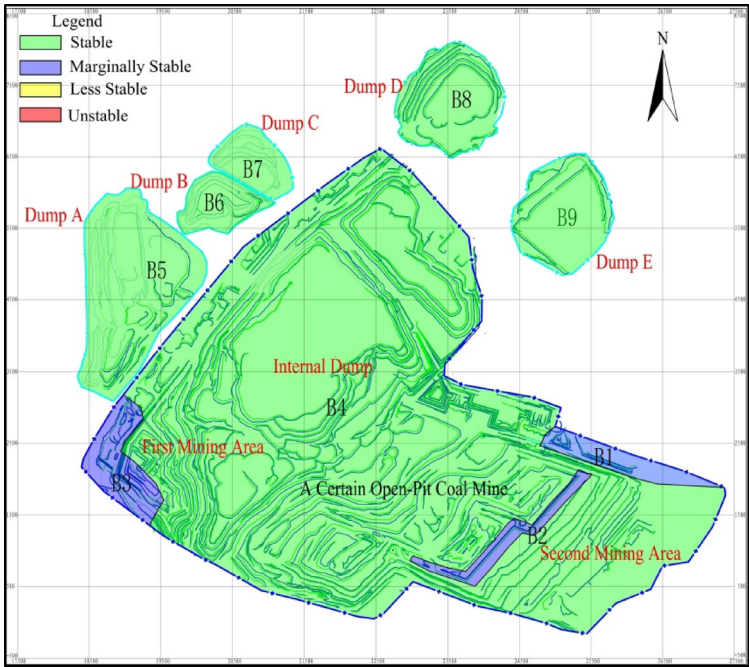 Legend
Stable
Marginally Stable
Less Stable
Unstable
N
Dump D
B8
Dump C
B7
Dump B
B6
Dump A
B5
B9
Dump E
Internal Dump
B4
First Mining Area
B3
B1
A Certain Open-Pit Coal Mine
B2
Second Mining Area